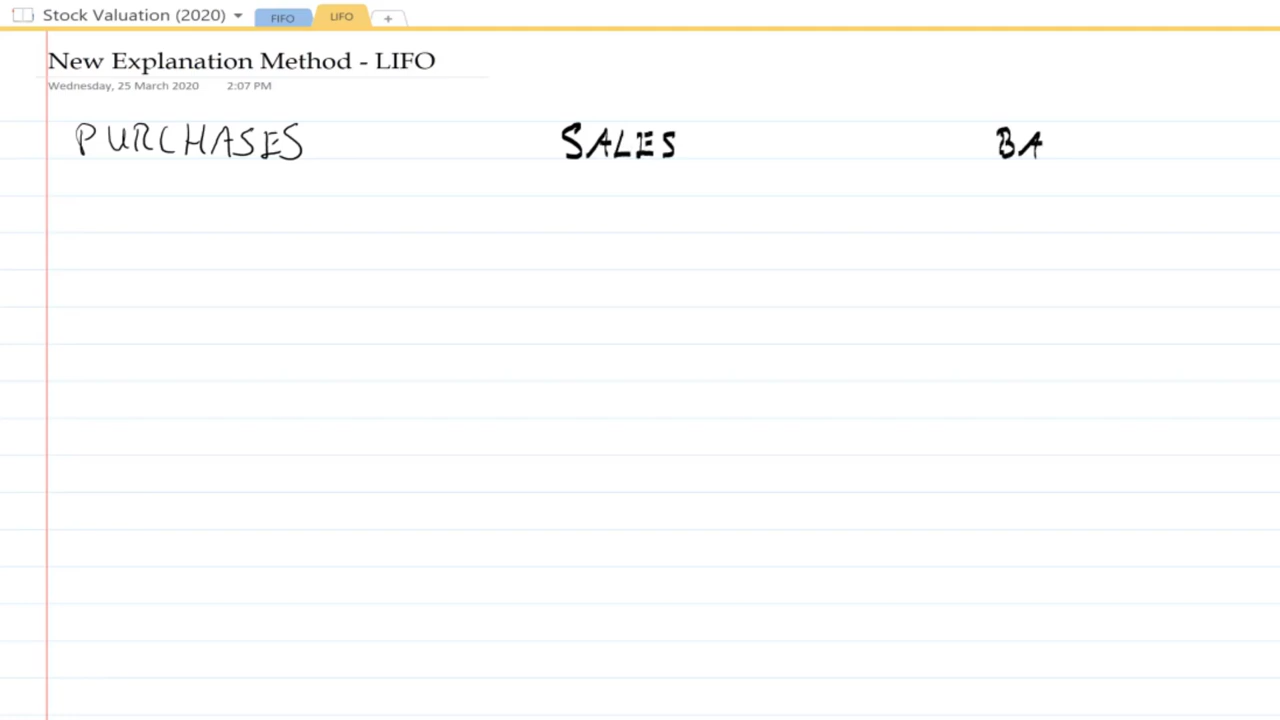 Stock Valuation (2020) FIFO LIFO +
New Explanation Method - LIFO
Wednesday, 25 March 2020 2:07 PM
PURCHASES SALES BA